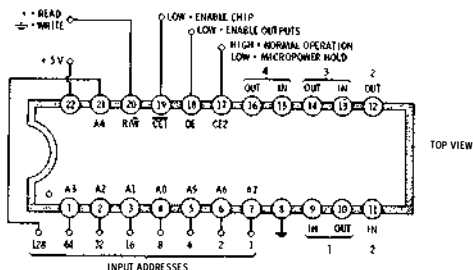 + = READ
⏚ = WRITE
LOW - ENABLE CHIP
LOW - ENABLE OUTPUTS
HIGH - NORMAL OPERATION
LOW - MICROPOWER HOLD
+5V
4 3 2
OUT IN OUT IN OUT
22 21 20 19 18 17 16 15 14 13 12
A4 R/W CE1 OE CE2
TOP VIEW
A3 A2 A1 A0 A5 A6 A7
1 2 3 4 5 6 7 8 9 10 11
IN OUT IN
128 64 32 16 8 4 2 1
1 2
INPUT ADDRESSES